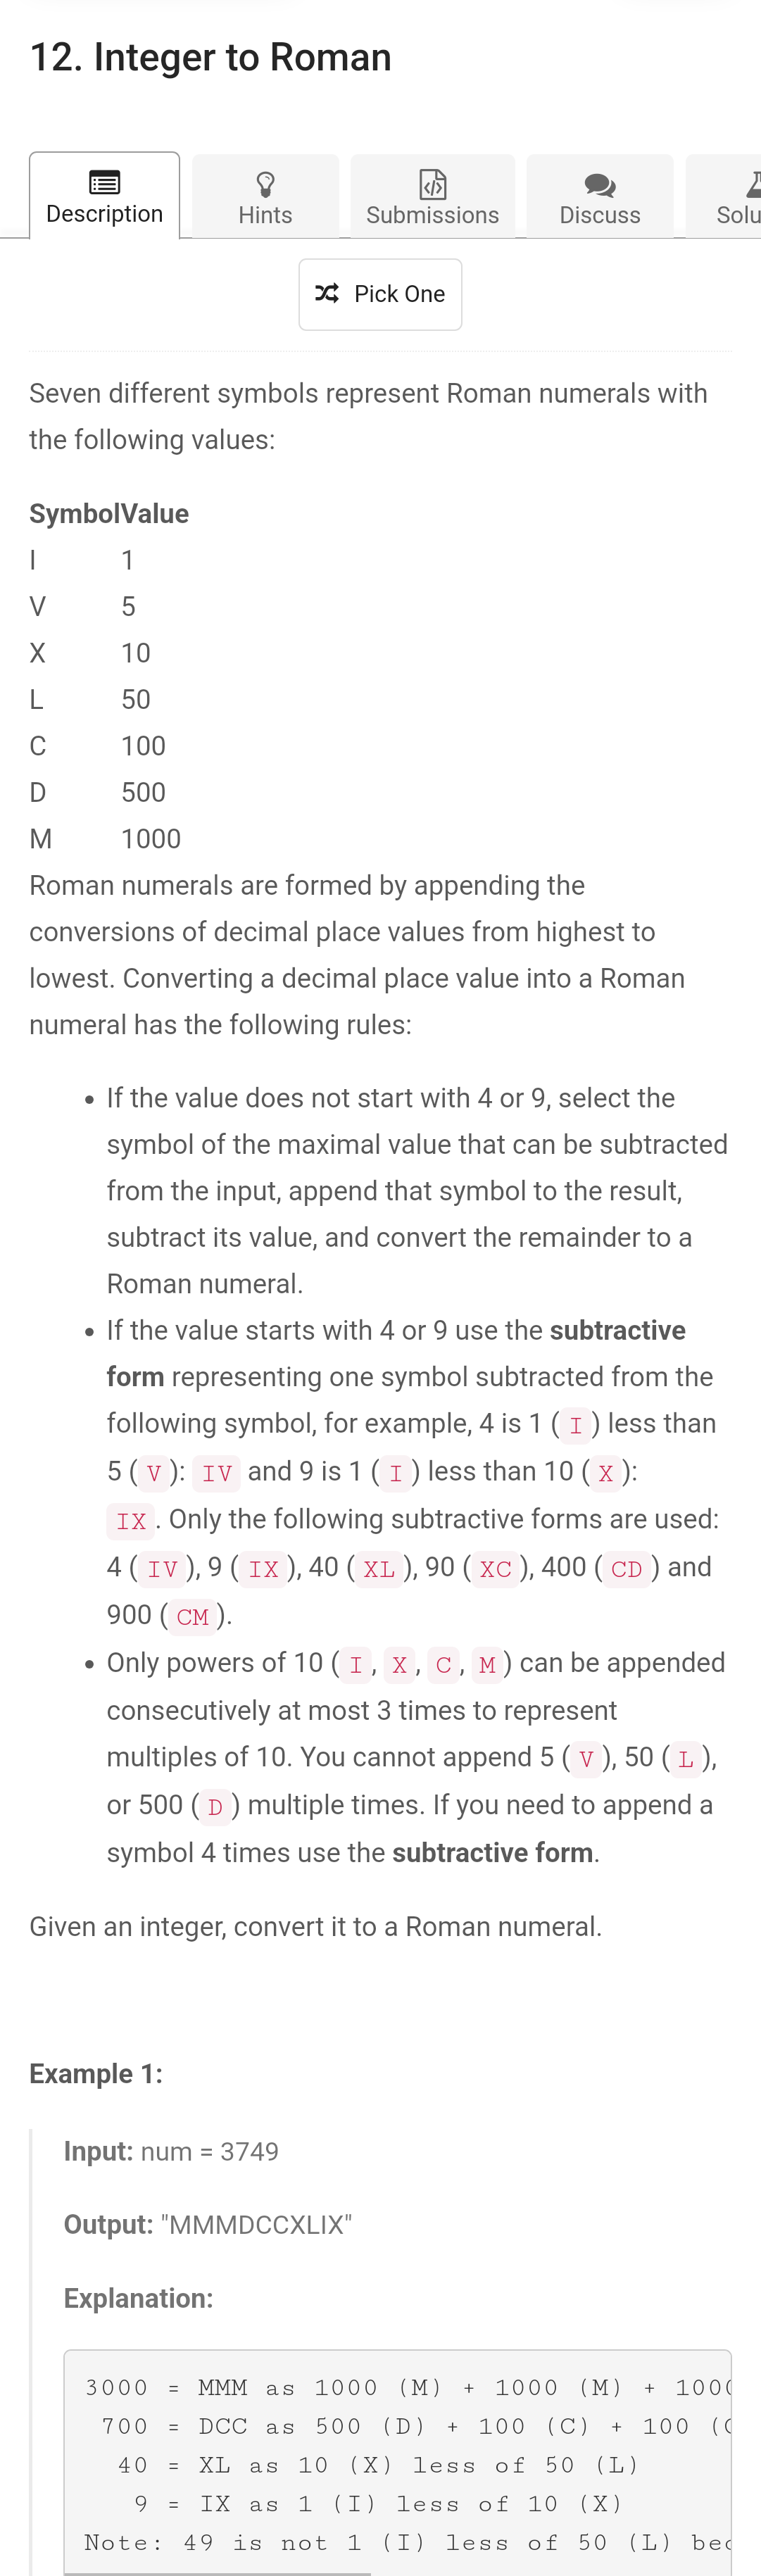 12. Integer to Roman
Description
Hints
Submissions
Discuss
Solu
Pick One
Seven different symbols represent Roman numerals with
the following values:
SymbolValue
I 1
V 5
X 10
L 50
C 100
D 500
M 1000
Roman numerals are formed by appending the
conversions of decimal place values from highest to
lowest. Converting a decimal place value into a Roman
numeral has the following rules:
• If the value does not start with 4 or 9, select the
symbol of the maximal value that can be subtracted
from the input, append that symbol to the result,
subtract its value, and convert the remainder to a
Roman numeral.
• If the value starts with 4 or 9 use the subtractive
form representing one symbol subtracted from the
following symbol, for example, 4 is 1 ( I ) less than
5 ( V ): IV and 9 is 1 ( I ) less than 10 ( X ):
IX . Only the following subtractive forms are used:
4 ( IV ), 9 ( IX ), 40 ( XL ), 90 ( XC ), 400 ( CD ) and
900 ( CM ).
• Only powers of 10 ( I , X , C , M ) can be appended
consecutively at most 3 times to represent
multiples of 10. You cannot append 5 ( V ), 50 ( L ),
or 500 ( D ) multiple times. If you need to append a
symbol 4 times use the subtractive form.
Given an integer, convert it to a Roman numeral.
Example 1:
Input: num = 3749
Output: "MMMDCCXLIX"
Explanation:
3000 = MMM as 1000 (M) + 1000 (M) + 1000
700 = DCC as 500 (D) + 100 (C) + 100 (C
40 = XL as 10 (X) less of 50 (L)
9 = IX as 1 (I) less of 10 (X)
Note: 49 is not 1 (I) less of 50 (L) bec